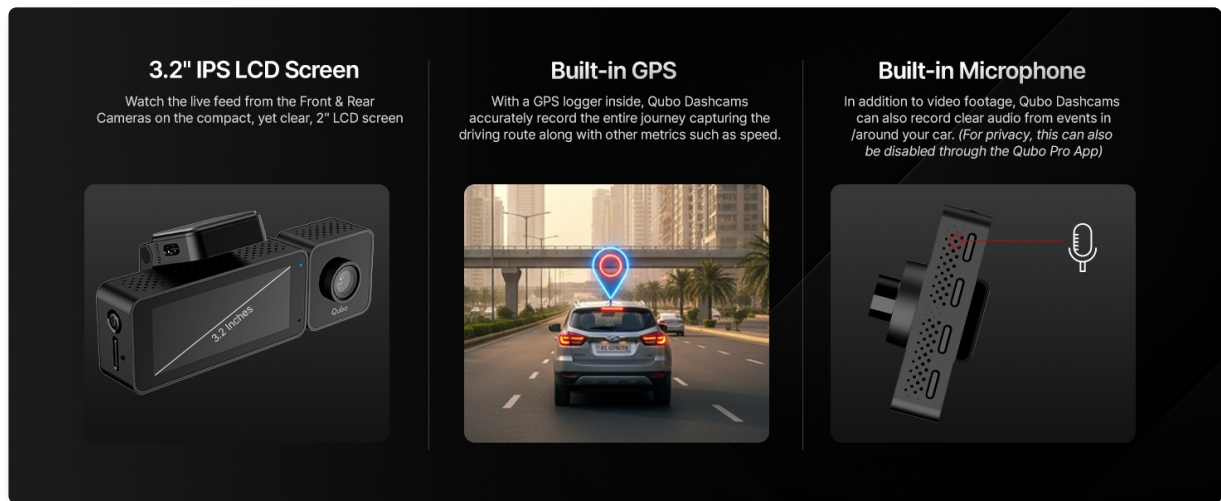 3.2" IPS LCD Screen
Watch the live feed from the Front & Rear
Cameras on the compact, yet clear, 2" LCD screen
3.2 Inches
Qubo
Built-in GPS
With a GPS logger inside, Qubo Dashcams
accurately record the entire journey capturing the
driving route along with other metrics such as speed.
Built-in Microphone
In addition to video footage, Qubo Dashcams
can also record clear audio from events in
/around your car. (For privacy, this can also
be disabled through the Qubo Pro App)